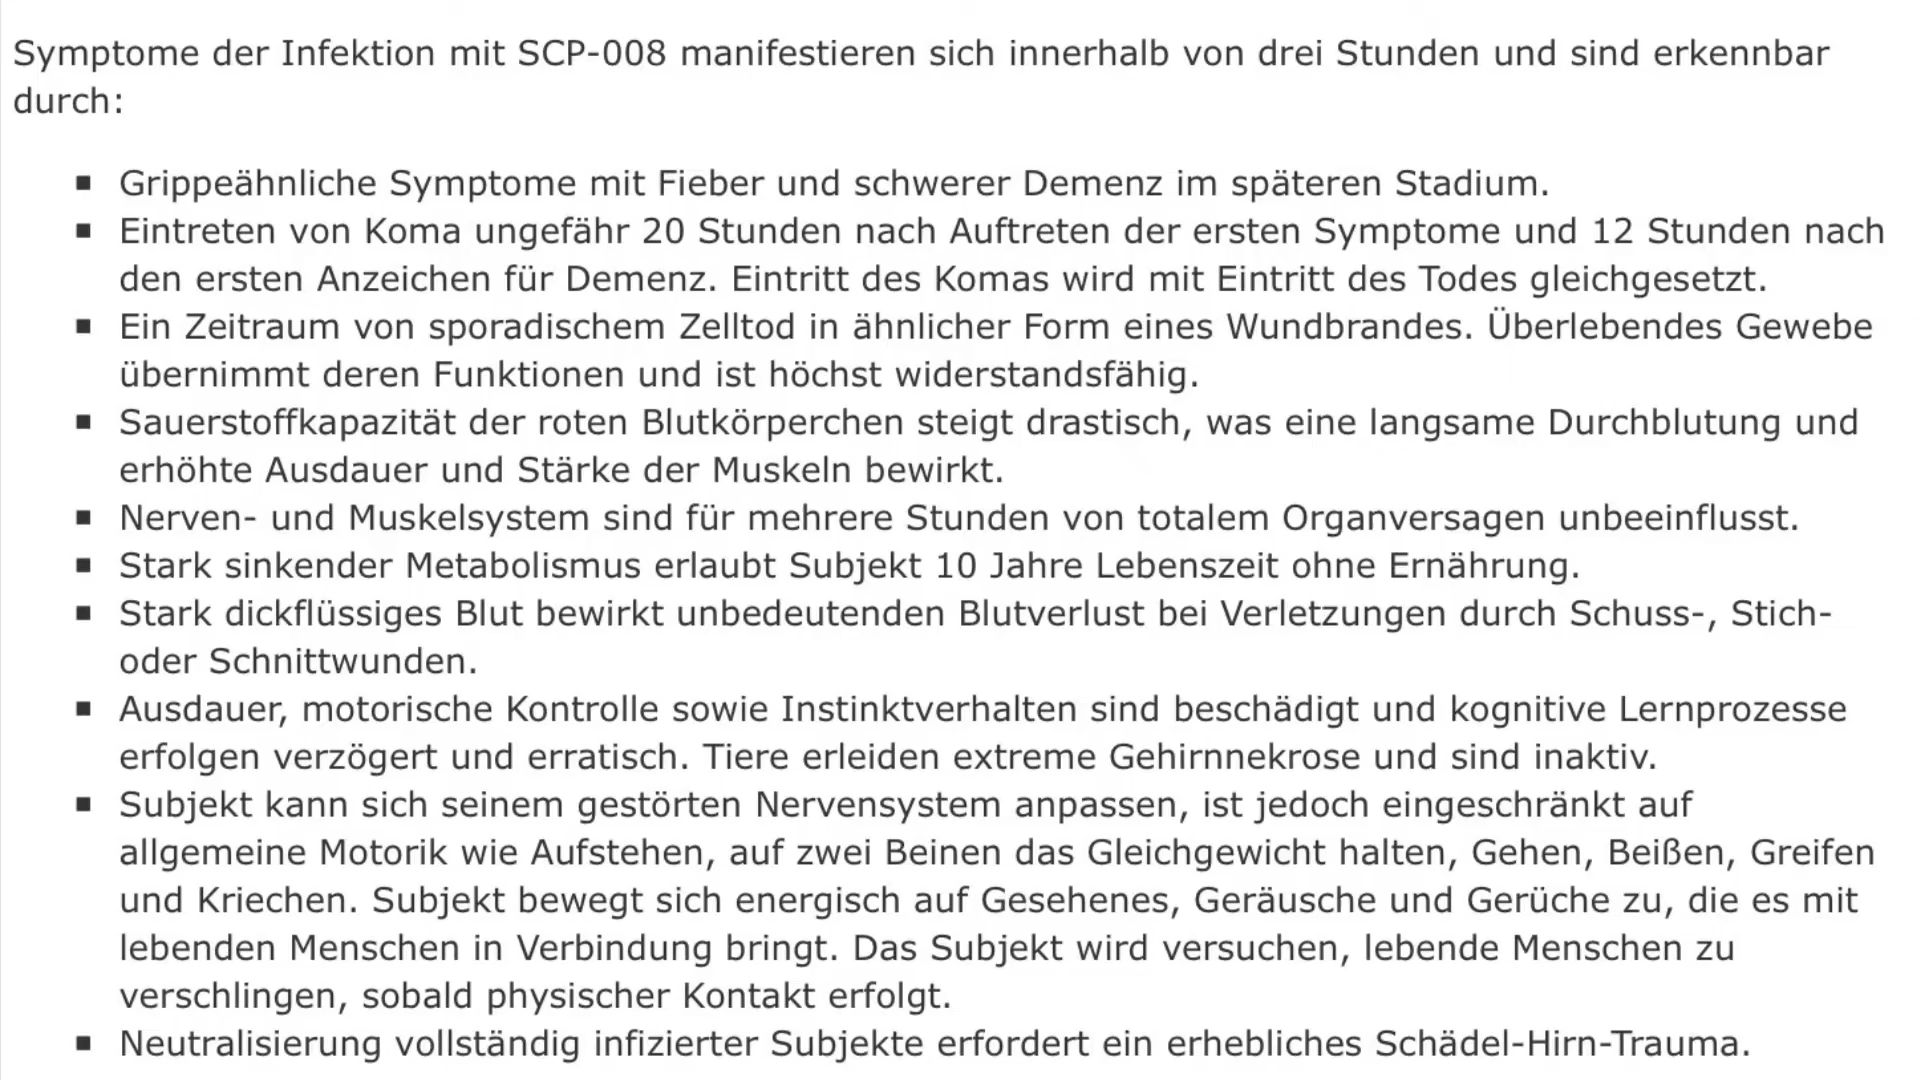 Symptome der Infektion mit SCP-008 manifestieren sich innerhalb von drei Stunden und sind erkennbar
durch:
▪ Grippeähnliche Symptome mit Fieber und schwerer Demenz im späteren Stadium.
▪ Eintreten von Koma ungefähr 20 Stunden nach Auftreten der ersten Symptome und 12 Stunden nach
den ersten Anzeichen für Demenz. Eintritt des Komas wird mit Eintritt des Todes gleichgesetzt.
▪ Ein Zeitraum von sporadischem Zelltod in ähnlicher Form eines Wundbrandes. Überlebendes Gewebe
übernimmt deren Funktionen und ist höchst widerstandsfähig.
▪ Sauerstoffkapazität der roten Blutkörperchen steigt drastisch, was eine langsame Durchblutung und
erhöhte Ausdauer und Stärke der Muskeln bewirkt.
▪ Nerven- und Muskelsystem sind für mehrere Stunden von totalem Organversagen unbeeinflusst.
▪ Stark sinkender Metabolismus erlaubt Subjekt 10 Jahre Lebenszeit ohne Ernährung.
▪ Stark dickflüssiges Blut bewirkt unbedeutenden Blutverlust bei Verletzungen durch Schuss-, Stich-
oder Schnittwunden.
▪ Ausdauer, motorische Kontrolle sowie Instinktverhalten sind beschädigt und kognitive Lernprozesse
erfolgen verzögert und erratisch. Tiere erleiden extreme Gehirnnekrose und sind inaktiv.
▪ Subjekt kann sich seinem gestörten Nervensystem anpassen, ist jedoch eingeschränkt auf
allgemeine Motorik wie Aufstehen, auf zwei Beinen das Gleichgewicht halten, Gehen, Beißen, Greifen
und Kriechen. Subjekt bewegt sich energisch auf Gesehenes, Geräusche und Gerüche zu, die es mit
lebenden Menschen in Verbindung bringt. Das Subjekt wird versuchen, lebende Menschen zu
verschlingen, sobald physischer Kontakt erfolgt.
▪ Neutralisierung vollständig infizierter Subjekte erfordert ein erhebliches Schädel-Hirn-Trauma.